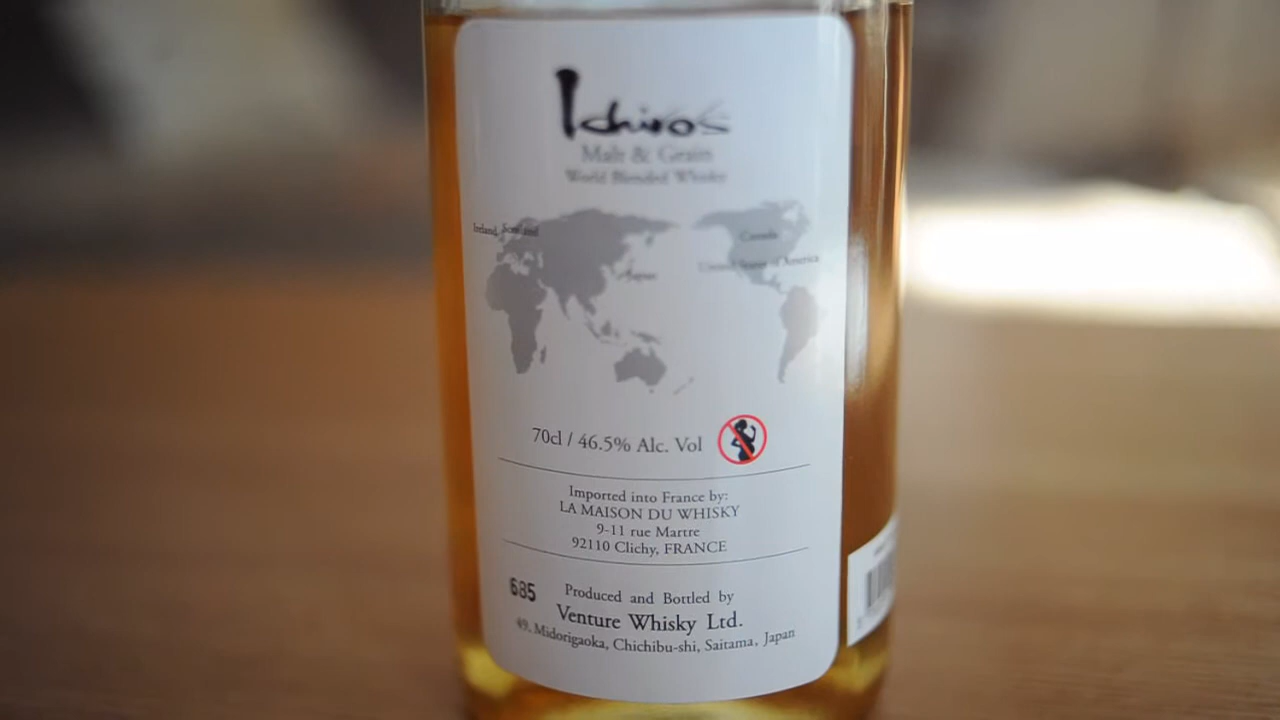 Ichiro's
Malt & Grain
World Blended Whisky
Ireland, Scotland
Canada
United States of America
Japan
70cl / 46.5% Alc. Vol
Imported into France by:
LA MAISON DU WHISKY
9-11 rue Martre
92110 Clichy, FRANCE
685
Produced and Bottled by
Venture Whisky Ltd.
49, Midorigaoka, Chichibu-shi, Saitama, Japan